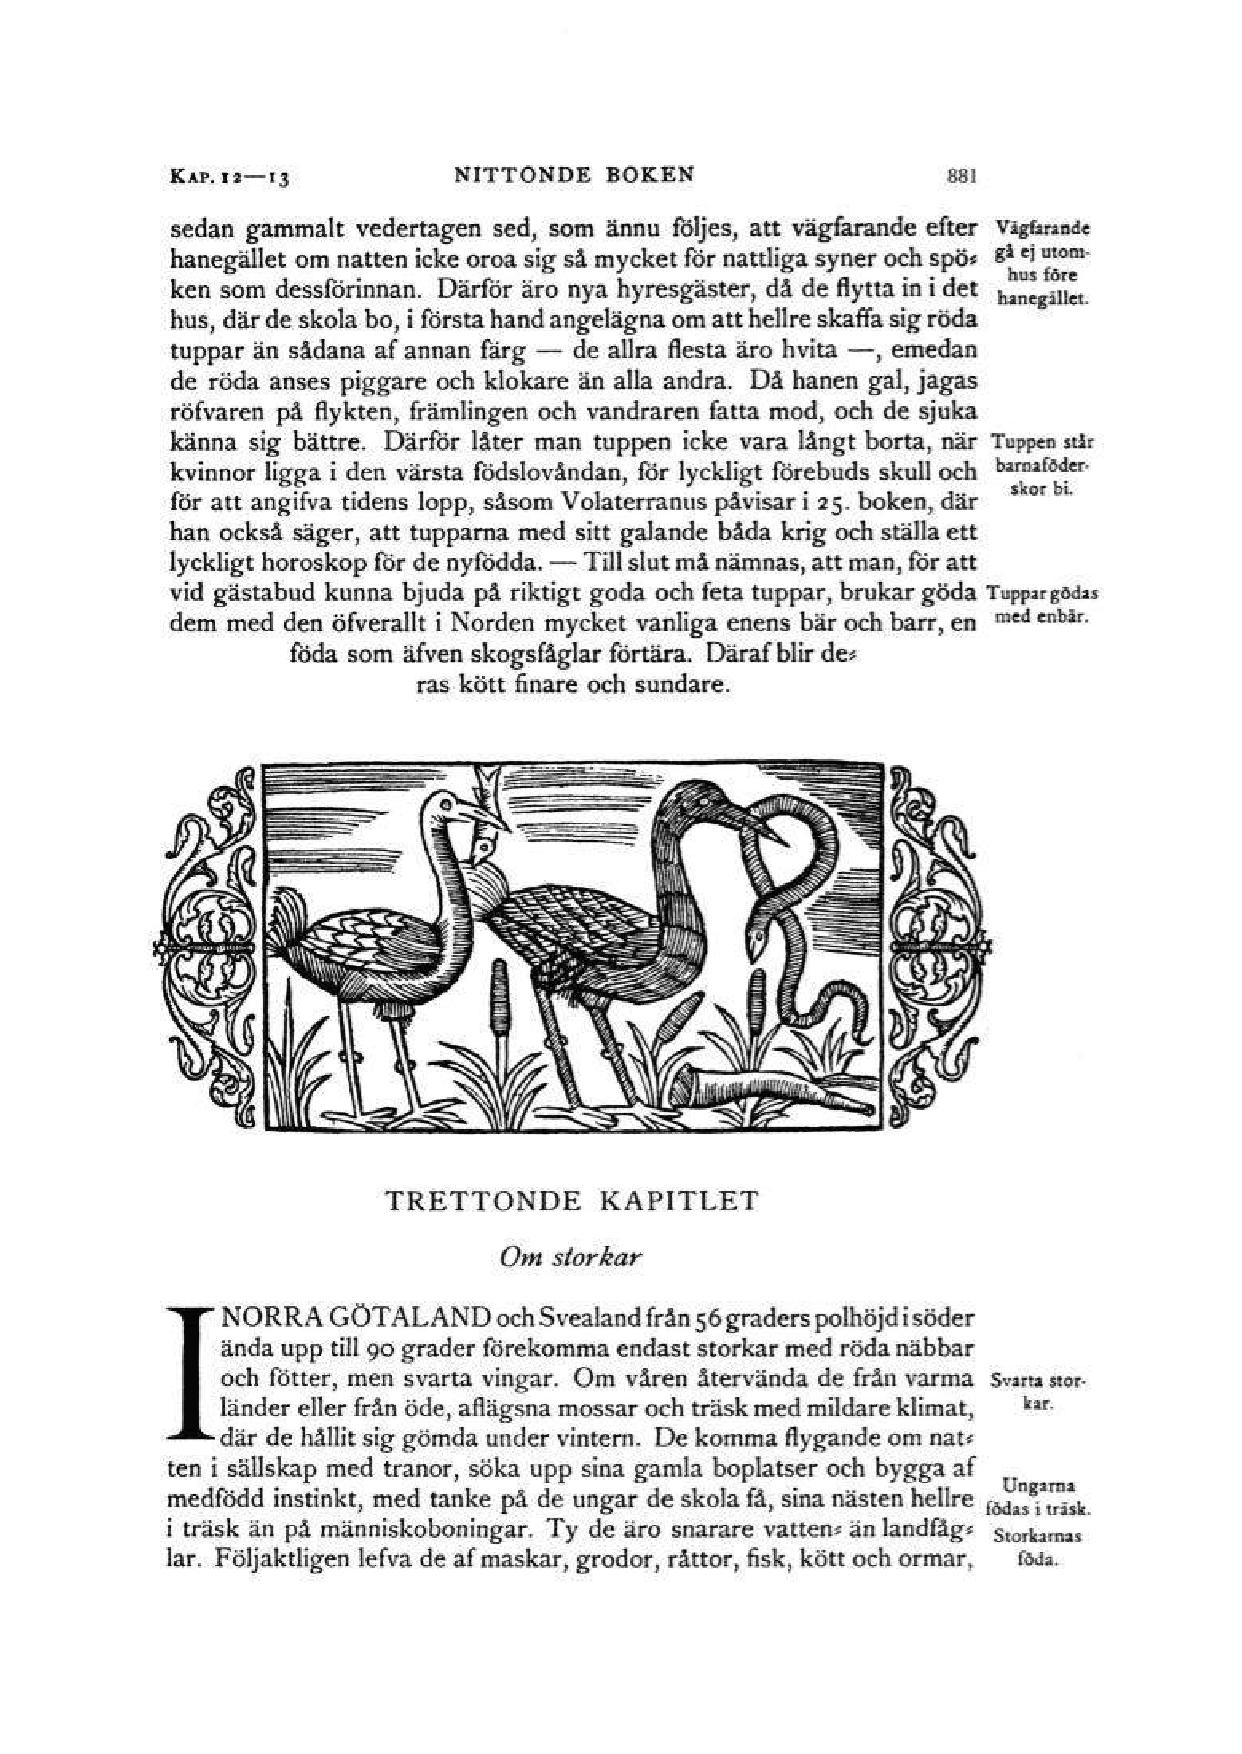 KAP. 12—13 NITTONDE BOKEN 881
sedan gammalt vedertagen sed, som ännu följes, att vägfarande efter
hanegället om natten icke oroa sig så mycket för nattliga syner och spö⸗
ken som dessförinnan. Därför äro nya hyresgäster, då de flytta in i det
hus, där de skola bo, i första hand angelägna om att hellre skaffa sig röda
tuppar än sådana af annan färg — de allra flesta äro hvita —, emedan
de röda anses piggare och klokare än alla andra. Då hanen gal, jagas
röfvaren på flykten, främlingen och vandraren fatta mod, och de sjuka
känna sig bättre. Därför låter man tuppen icke vara långt borta, när
kvinnor ligga i den värsta födslovåndan, för lyckligt förebuds skull och
för att angifva tidens lopp, såsom Volaterranus påvisar i 25. boken, där
han också säger, att tupparna med sitt galande båda krig och ställa ett
lyckligt horoskop för de nyfödda. — Till slut må nämnas, att man, för att
vid gästabud kunna bjuda på riktigt goda och feta tuppar, brukar göda
dem med den öfverallt i Norden mycket vanliga enens bär och barr, en
föda som äfven skogsfåglar förtära. Däraf blir de⸗
ras kött finare och sundare.
Vägfarande
gå ej utom-
hus före
hanegället.
Tuppen står
barnaföder-
skor bi.
Tuppar gödas
med enbär.
TRETTONDE KAPITLET
Om storkar
I NORRA GÖTALAND och Svealand från 56 graders polhöjd i söder
ända upp till 90 grader förekomma endast storkar med röda näbbar
och fötter, men svarta vingar. Om våren återvända de från varma
länder eller från öde, aflägsna mossar och träsk med mildare klimat,
där de hållit sig gömda under vintern. De komma flygande om nat⸗
ten i sällskap med tranor, söka upp sina gamla boplatser och bygga af
medfödd instinkt, med tanke på de ungar de skola få, sina nästen hellre
i träsk än på människoboningar. Ty de äro snarare vatten⸗ än landfåg⸗
lar. Följaktligen lefva de af maskar, grodor, råttor, fisk, kött och ormar,
Svarta stor-
kar.
Ungarna
födas i träsk.
Storkarnas
föda.